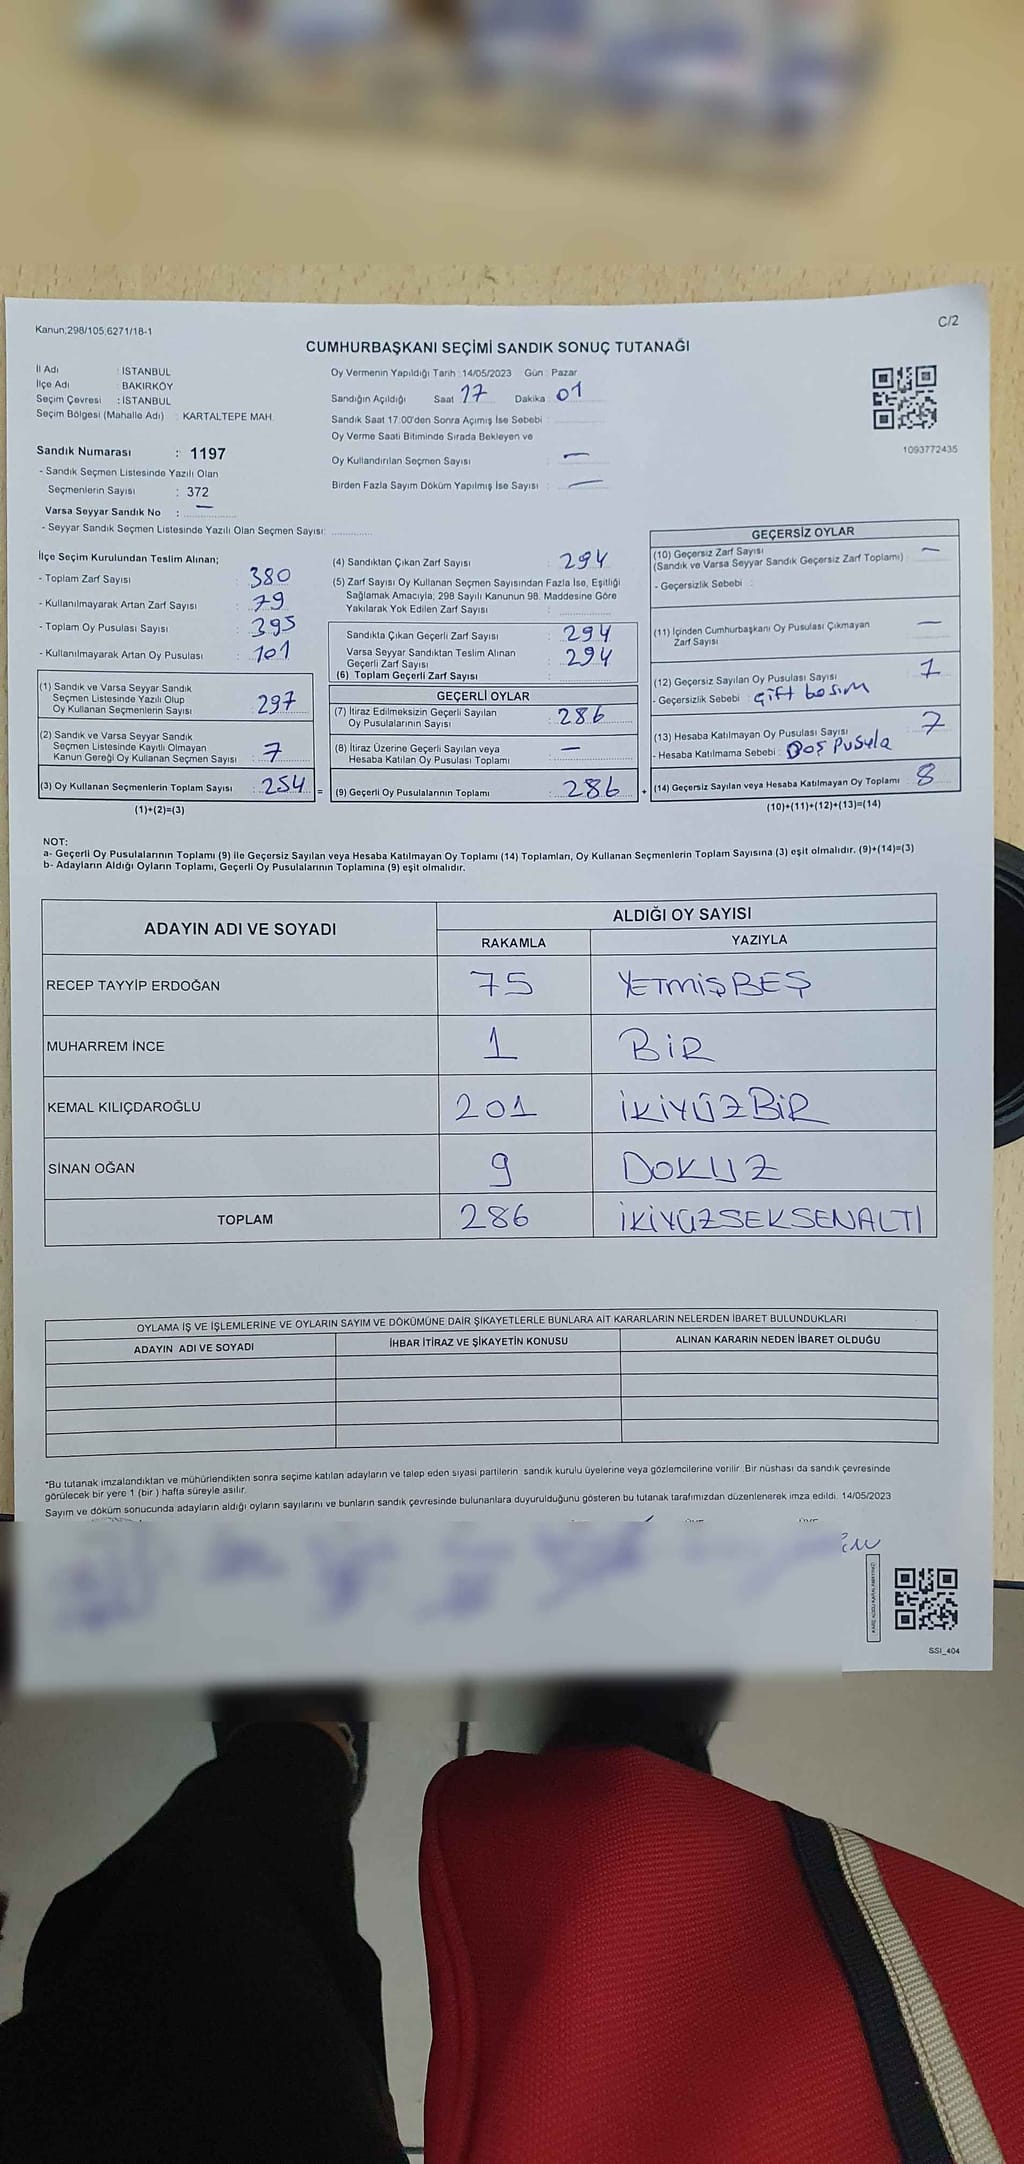 Kanun;298/105,6271/18-1
C/2
CUMHURBAŞKANI SEÇİMİ SANDIK SONUÇ TUTANAĞI
İl Adı : İSTANBUL
İlçe Adı : BAKIRKÖY
Seçim Çevresi : İSTANBUL
Seçim Bölgesi (Mahalle Adı) : KARTALTEPE MAH.
Oy Vermenin Yapıldığı Tarih : 14/05/2023 Gün : Pazar
Sandığın Açıldığı Saat 17 Dakika 01
Sandık Saat 17:00'den Sonra Açımış İse Sebebi :
Oy Verme Saati Bitiminde Sırada Bekleyen ve
Oy Kullandırılan Seçmen Sayısı : —
Birden Fazla Sayım Döküm Yapılmış İse Sayısı : —
1093772435
Sandık Numarası : 1197
- Sandık Seçmen Listesinde Yazılı Olan
Seçmenlerin Sayısı : 372
Varsa Seyyar Sandık No : —
- Seyyar Sandık Seçmen Listesinde Yazılı Olan Seçmen Sayısı:
İlçe Seçim Kurulundan Teslim Alınan;
- Toplam Zarf Sayısı : 380
- Kullanılmayarak Artan Zarf Sayısı : 79
- Toplam Oy Pusulası Sayısı : 395
- Kullanılmayarak Artan Oy Pusulası : 101
(1) Sandık ve Varsa Seyyar Sandık
Seçmen Listesinde Yazılı Olup
Oy Kullanan Seçmenlerin Sayısı : 297
(2) Sandık ve Varsa Seyyar Sandık
Seçmen Listesinde Kayıtlı Olmayan
Kanun Gereği Oy Kullanan Seçmen Sayısı : 7
(3) Oy Kullanan Seçmenlerin Toplam Sayısı : 254 =
(1)+(2)=(3)
(4) Sandıktan Çıkan Zarf Sayısı : 294
(5) Zarf Sayısı Oy Kullanan Seçmen Sayısından Fazla İse, Eşitliği
Sağlamak Amacıyla; 298 Sayılı Kanunun 98. Maddesine Göre
Yakılarak Yok Edilen Zarf Sayısı :
Sandıkta Çıkan Geçerli Zarf Sayısı : 294
Varsa Seyyar Sandıktan Teslim Alınan
Geçerli Zarf Sayısı : 294
(6) Toplam Geçerli Zarf Sayısı :
GEÇERLİ OYLAR
(7) İtiraz Edilmeksizin Geçerli Sayılan
Oy Pusulalarının Sayısı : 286
(8) İtiraz Üzerine Geçerli Sayılan veya
Hesaba Katılan Oy Pusulası Toplamı : —
(9) Geçerli Oy Pusulalarının Toplamı : 286 +
GEÇERSİZ OYLAR
(10) Geçersiz Zarf Sayısı
(Sandık ve Varsa Seyyar Sandık Geçersiz Zarf Toplamı) : —
- Geçersizlik Sebebi :
(11) İçinden Cumhurbaşkanı Oy Pusulası Çıkmayan
Zarf Sayısı : —
(12) Geçersiz Sayılan Oy Pusulası Sayısı : 1
- Geçersizlik Sebebi : çift basım
(13) Hesaba Katılmayan Oy Pusulası Sayısı : 7
- Hesaba Katılmama Sebebi : Boş Pusula
(14) Geçersiz Sayılan veya Hesaba Katılmayan Oy Toplamı : 8
(10)+(11)+(12)+(13)=(14)
NOT:
a- Geçerli Oy Pusulalarının Toplamı (9) ile Geçersiz Sayılan veya Hesaba Katılmayan Oy Toplamı (14) Toplamları, Oy Kullanan Seçmenlerin Toplam Sayısına (3) eşit olmalıdır. (9)+(14)=(3)
b- Adayların Aldığı Oyların Toplamı, Geçerli Oy Pusulalarının Toplamına (9) eşit olmalıdır.
ADAYIN ADI VE SOYADI
ALDIĞI OY SAYISI
RAKAMLA YAZIYLA
RECEP TAYYİP ERDOĞAN 75 YETMİŞBEŞ
MUHARREM İNCE 1 BİR
KEMAL KILIÇDAROĞLU 201 İKİYÜZBİR
SİNAN OĞAN 9 DOKUZ
TOPLAM 286 İKİYÜZSEKSENALTI
OYLAMA İŞ VE İŞLEMLERİNE VE OYLARIN SAYIM VE DÖKÜMÜNE DAİR ŞİKAYETLERLE BUNLARA AİT KARARLARIN NELERDEN İBARET BULUNDUKLARI
ADAYIN ADI VE SOYADI İHBAR İTİRAZ VE ŞİKAYETİN KONUSU ALINAN KARARIN NEDEN İBARET OLDUĞU
*Bu tutanak imzalandıktan ve mühürlendikten sonra seçime katılan adayların ve talep eden siyasi partilerin sandık kurulu üyelerine veya gözlemcilerine verilir. Bir nüshası da sandık çevresinde
görülecek bir yere 1 (bir) hafta süreyle asılır.
Sayım ve döküm sonucunda adayların aldığı oyların sayılarını ve bunların sandık çevresinde bulunanlara duyurulduğunu gösteren bu tutanak tarafımızdan düzenlenerek imza edildi. 14/05/2023
SSI_404